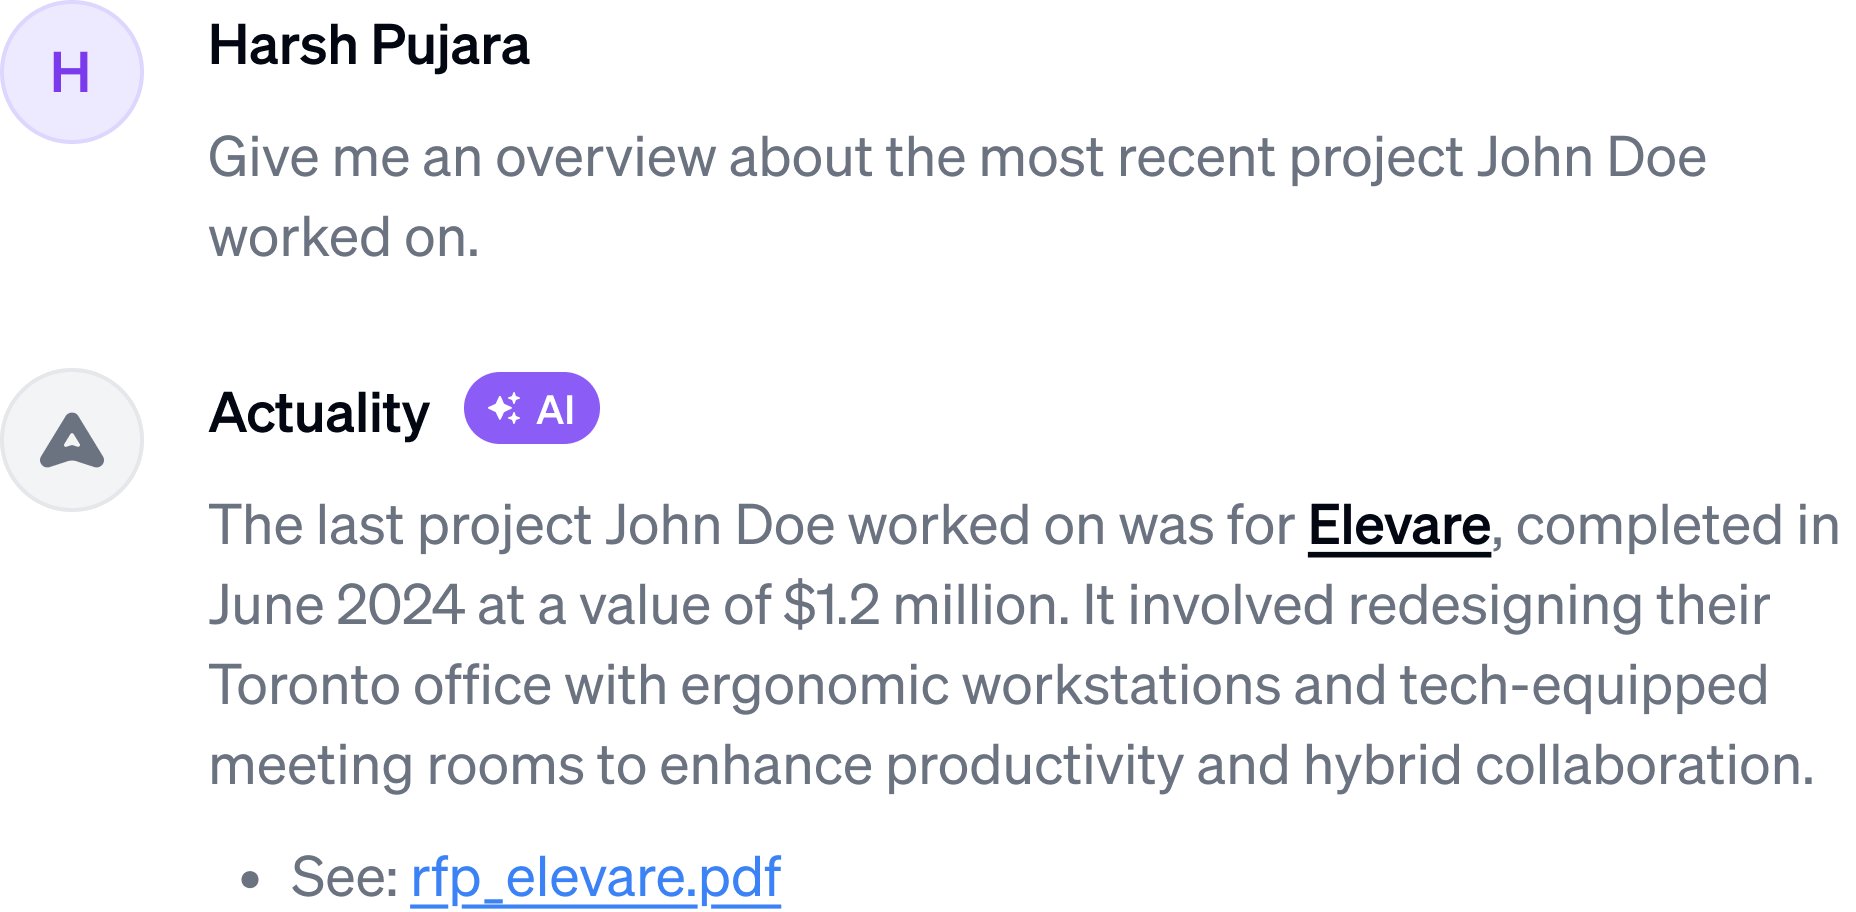 H
Harsh Pujara
Give me an overview about the most recent project John Doe
worked on.
Actuality
AI
The last project John Doe worked on was for Elevare, completed in
June 2024 at a value of $1.2 million. It involved redesigning their
Toronto office with ergonomic workstations and tech-equipped
meeting rooms to enhance productivity and hybrid collaboration.
• See: rfp_elevare.pdf